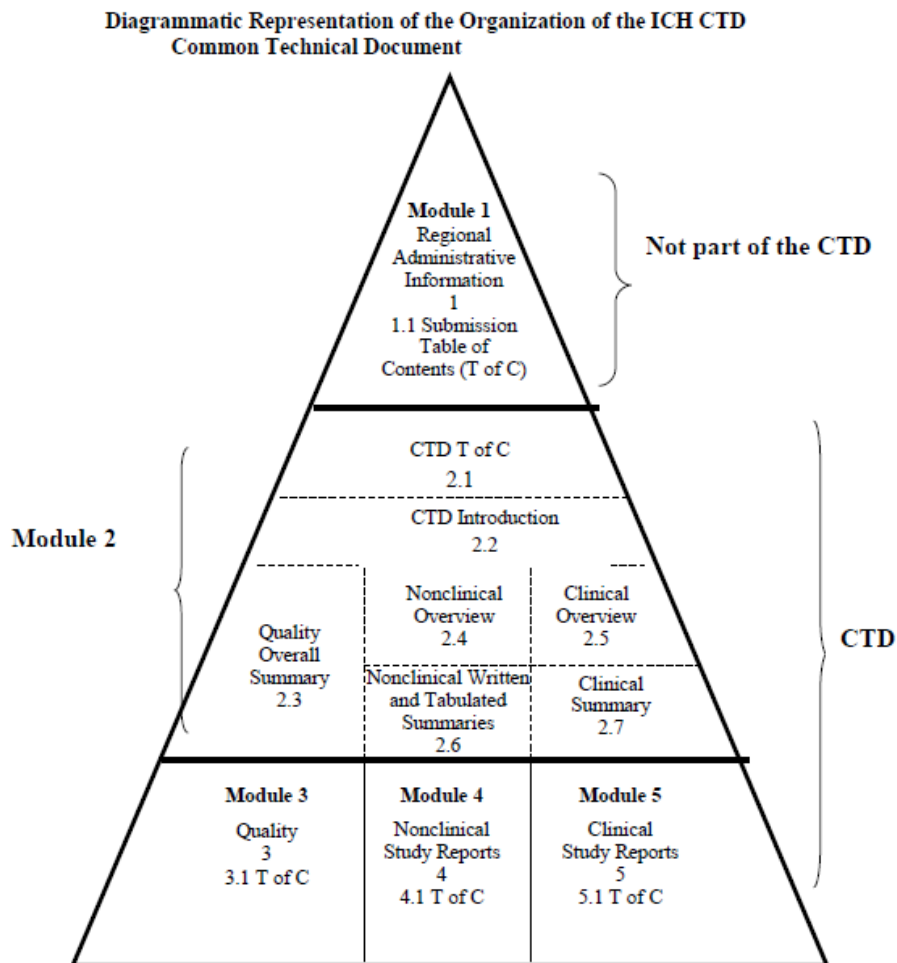 Diagrammatic Representation of the Organization of the ICH CTD
Common Technical Document
Module 1
Regional
Administrative
Information
1
1.1 Submission
Table of
Contents (T of C)
Not part of the CTD
CTD T of C
2.1
CTD Introduction
2.2
Module 2
Quality
Overall
Summary
2.3
Nonclinical
Overview
2.4
Clinical
Overview
2.5
Nonclinical Written
and Tabulated
Summaries
2.6
Clinical
Summary
2.7
CTD
Module 3
Quality
3
3.1 T of C
Module 4
Nonclinical
Study Reports
4
4.1 T of C
Module 5
Clinical
Study Reports
5
5.1 T of C